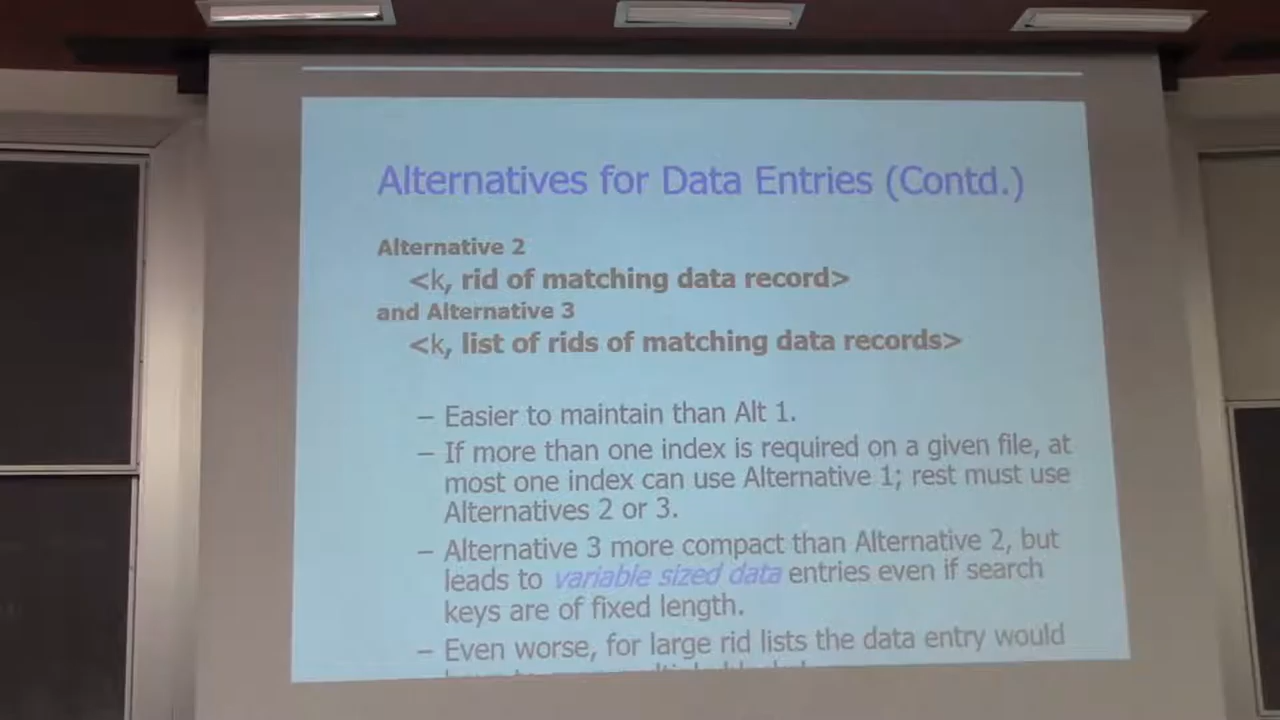 Alternatives for Data Entries (Contd.)
Alternative 2
<k, rid of matching data record>
and Alternative 3
<k, list of rids of matching data records>
– Easier to maintain than Alt 1.
– If more than one index is required on a given file, at
most one index can use Alternative 1; rest must use
Alternatives 2 or 3.
– Alternative 3 more compact than Alternative 2, but
leads to variable sized data entries even if search
keys are of fixed length.
– Even worse, for large rid lists the data entry would